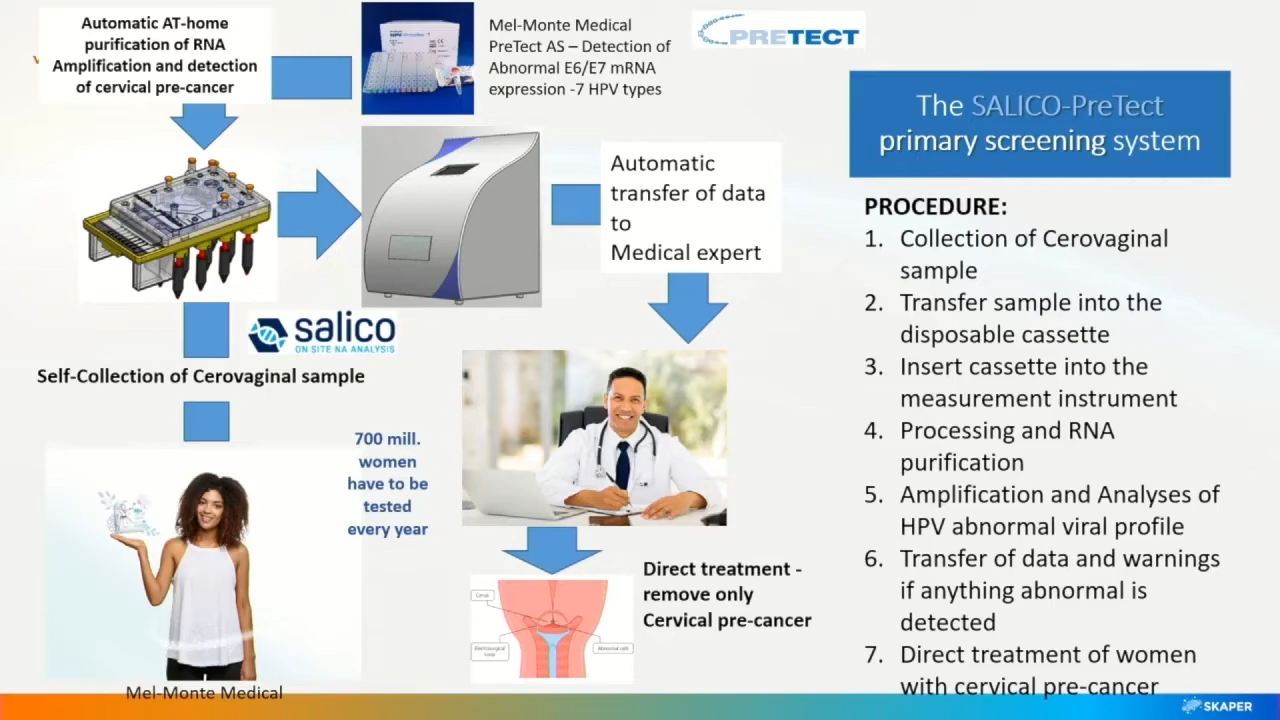 Automatic AT-home
purification of RNA
Amplification and detection
of cervical pre-cancer
Mel-Monte Medical
PreTect AS – Detection of
Abnormal E6/E7 mRNA
expression -7 HPV types
PRETECT
The SALICO-PreTect
primary screening system
Automatic
transfer of data
to
Medical expert
salico
ON SITE NA ANALYSIS
Self-Collection of Cerovaginal sample
700 mill.
women
have to be
tested
every year
Direct treatment -
remove only
Cervical pre-cancer
Cervix
Electrosurgical
loop
Abnormal cells
Mel-Monte Medical
PROCEDURE:
1. Collection of Cerovaginal
sample
2. Transfer sample into the
disposable cassette
3. Insert cassette into the
measurement instrument
4. Processing and RNA
purification
5. Amplification and Analyses of
HPV abnormal viral profile
6. Transfer of data and warnings
if anything abnormal is
detected
7. Direct treatment of women
with cervical pre-cancer
SKAPER